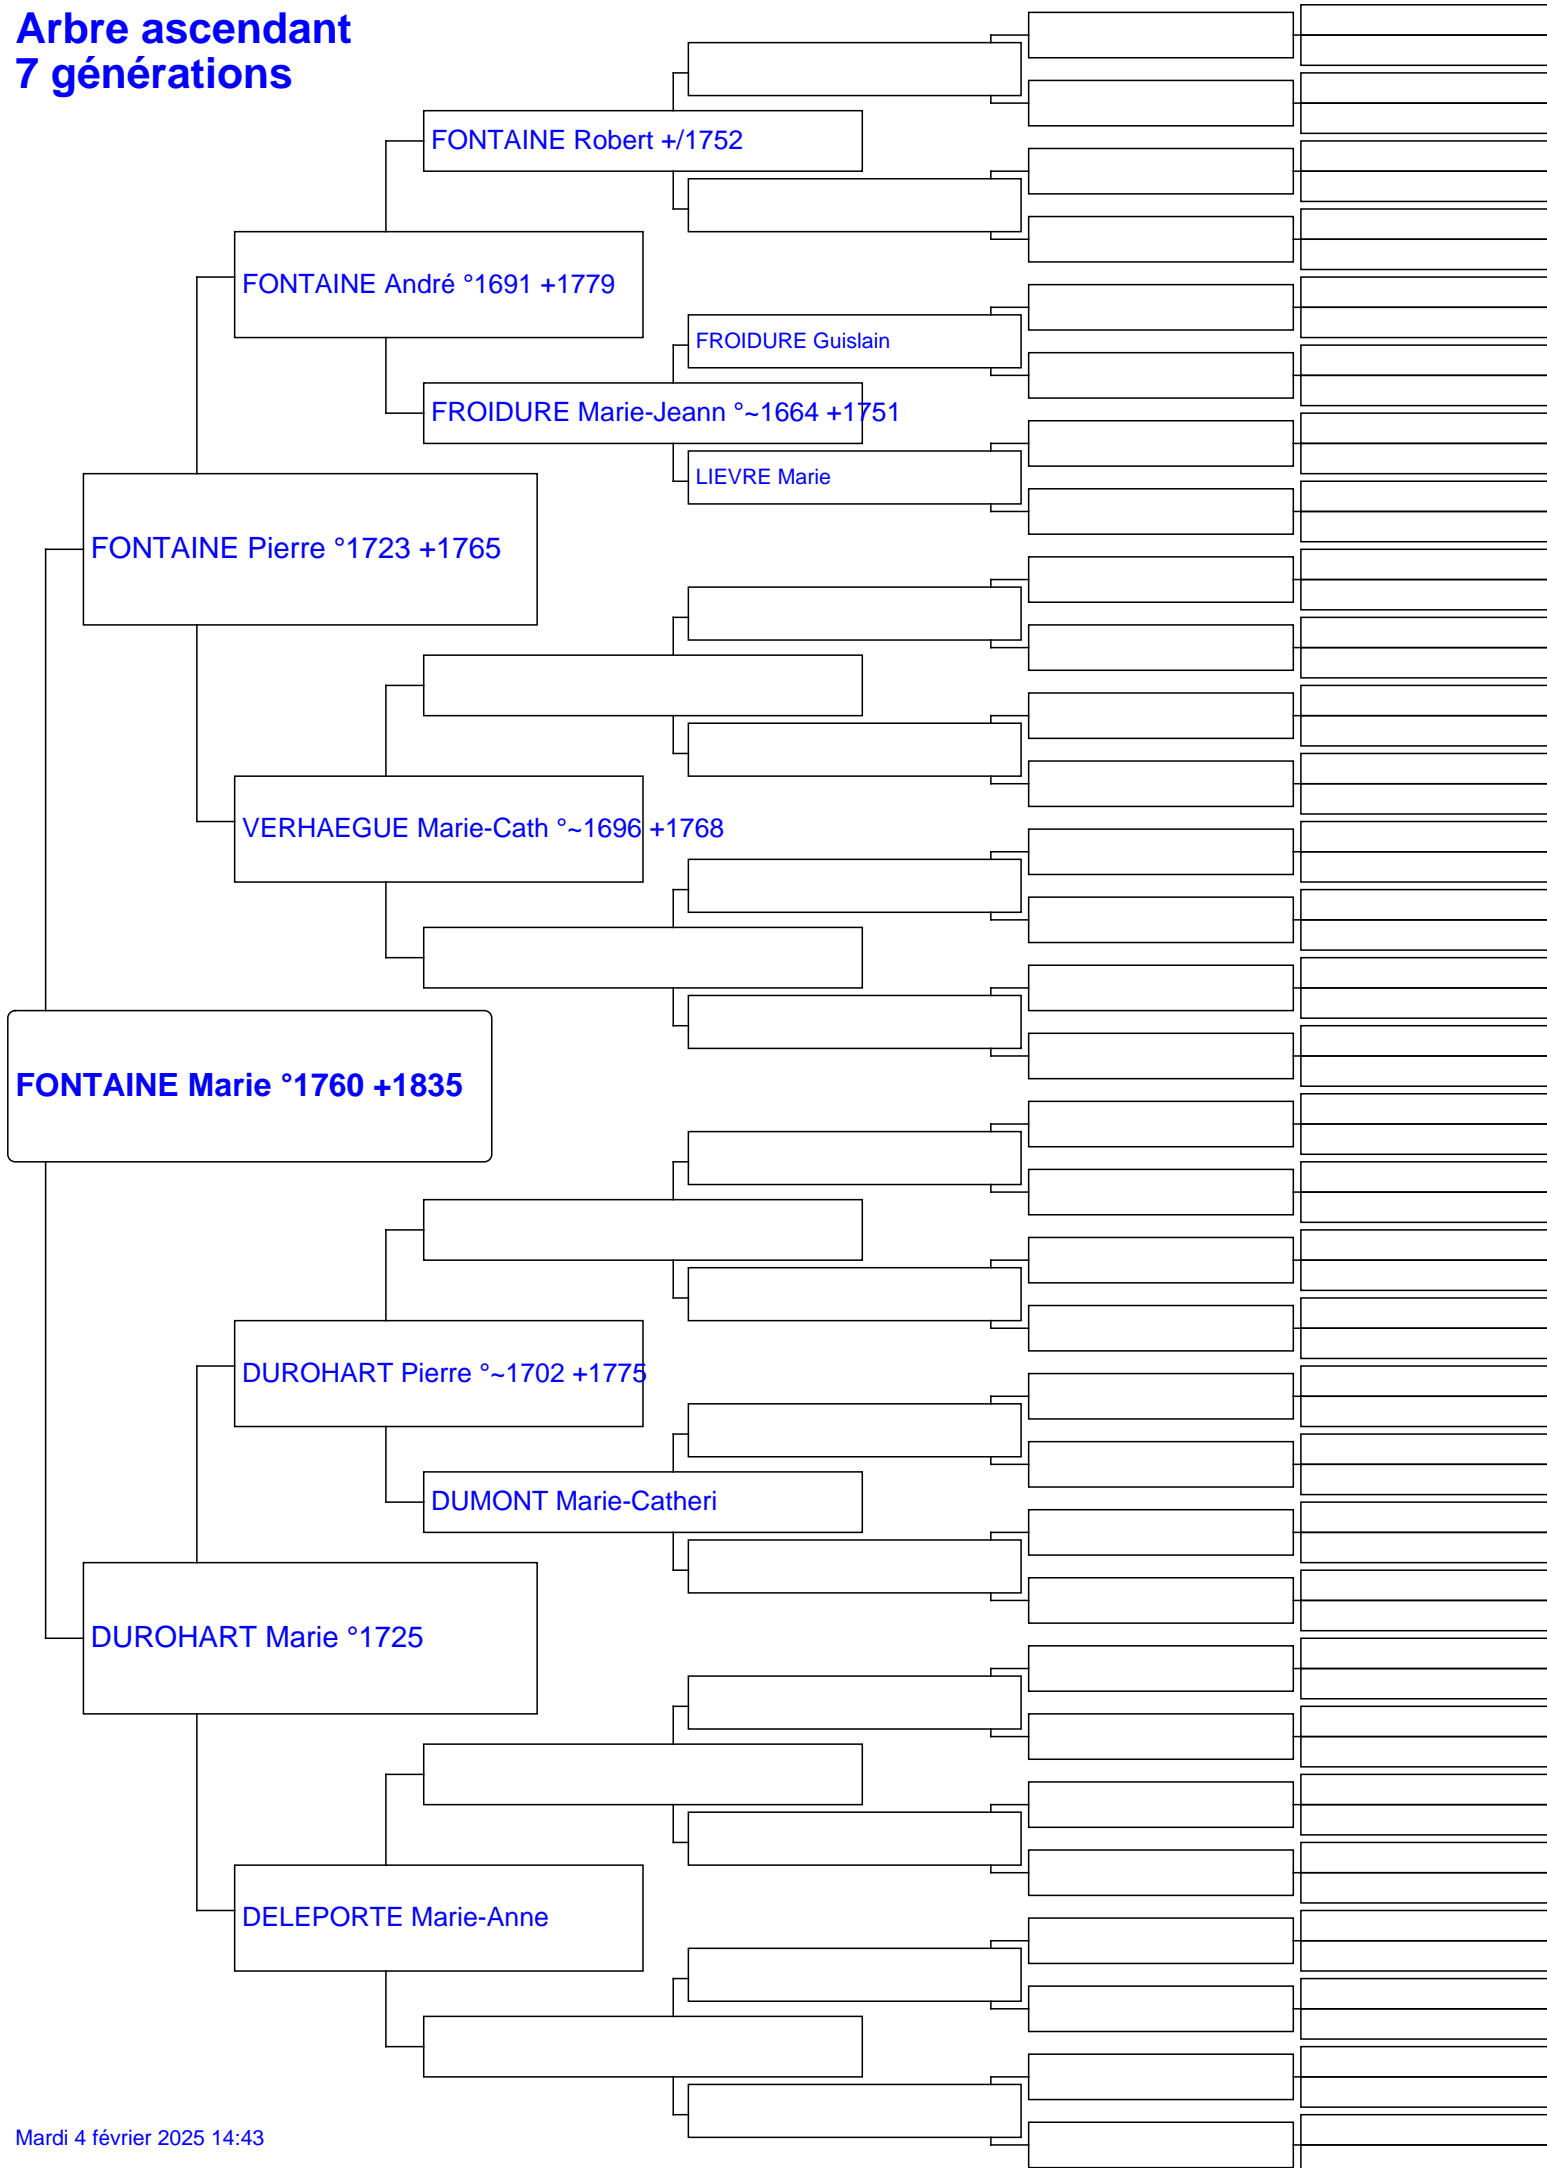 Arbre ascendant
7 générations
FONTAINE Robert +/1752
FONTAINE André °1691 +1779
FROIDURE Guislain
FROIDURE Marie-Jeann °~1664 +1751
LIEVRE Marie
FONTAINE Pierre °1723 +1765
VERHAEGUE Marie-Cath °~1696 +1768
FONTAINE Marie °1760 +1835
DUROHART Pierre °~1702 +1775
DUMONT Marie-Catheri
DUROHART Marie °1725
DELEPORTE Marie-Anne
Mardi 4 février 2025 14:43